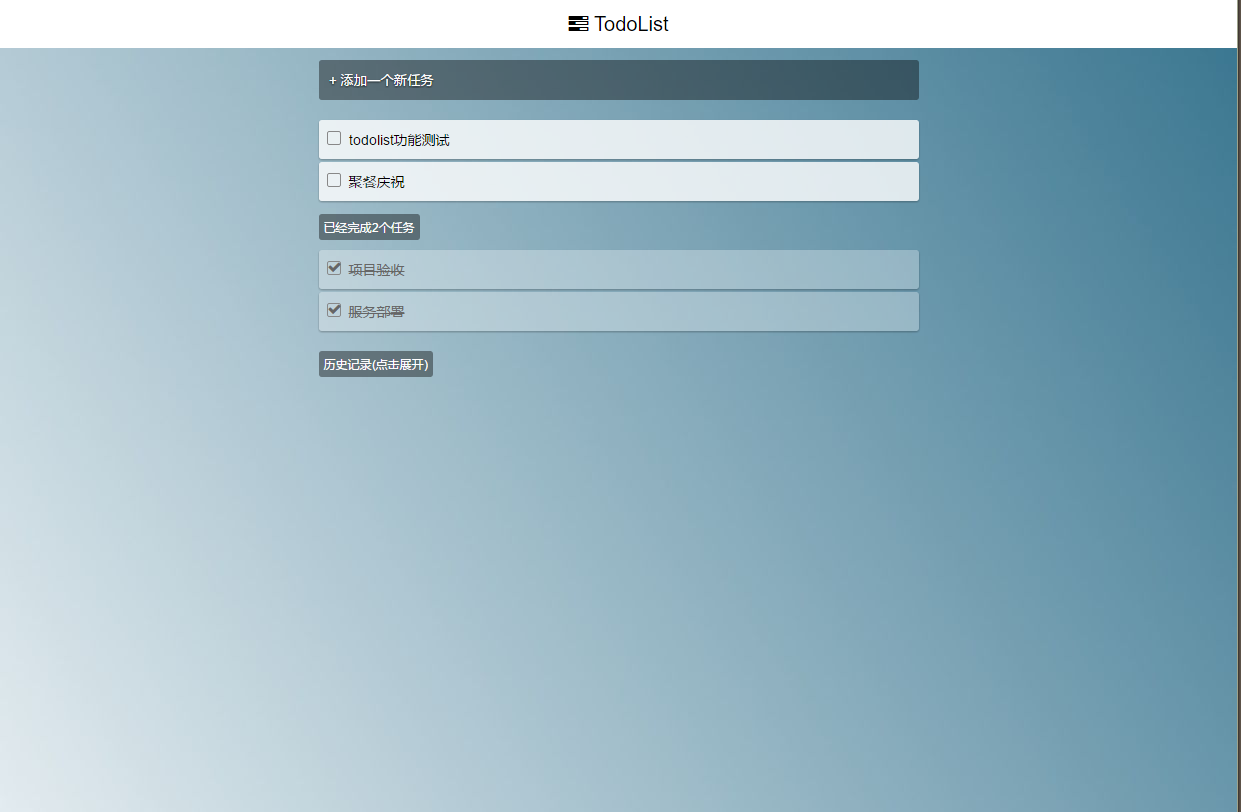 TodoList
+ 添加一个新任务
todolist功能测试
聚餐庆祝
已经完成2个任务
项目验收
服务部署
历史记录(点击展开)